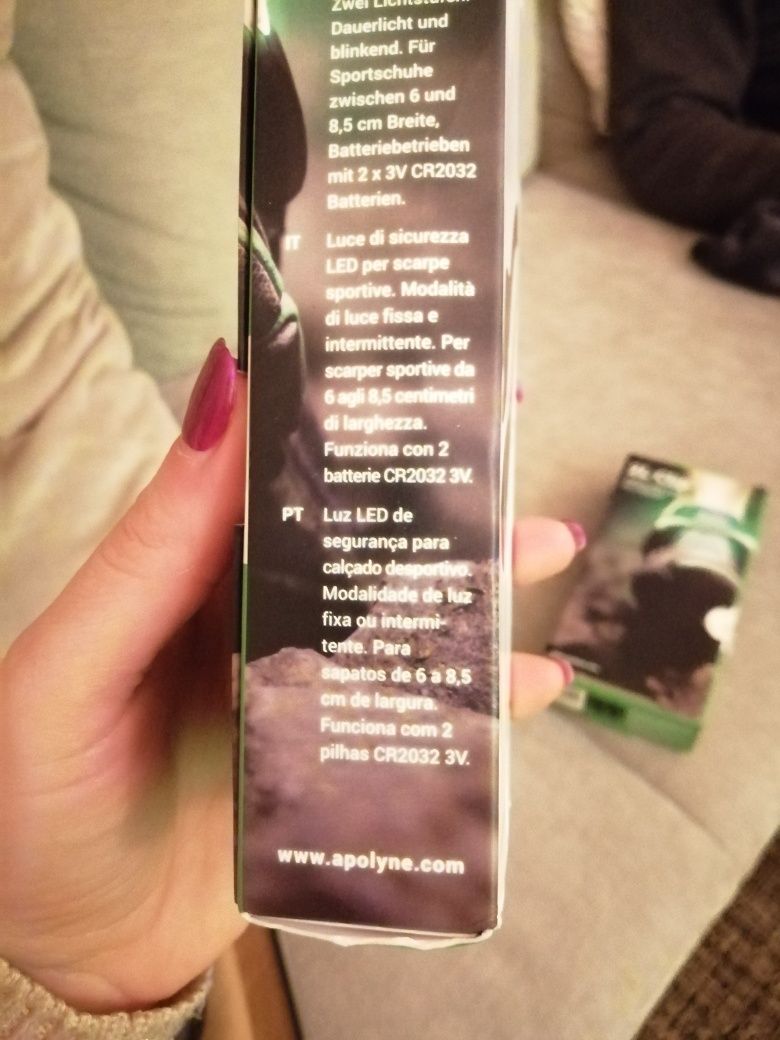 Zwei Lichtstufen:
Dauerlicht und
blinkend. Für
Sportschuhe
zwischen 6 und
8,5 cm Breite,
Batteriebetrieben
mit 2 x 3V CR2032
Batterien.
IT Luce di sicurezza
LED per scarpe
sportive. Modalità
di luce fissa e
intermittente. Per
scarper sportive da
6 agli 8,5 centimetri
di larghezza.
Funziona con 2
batterie CR2032 3V.
PT Luz LED de
segurança para
calçado desportivo.
Modalidade de luz
fixa ou intermi-
tente. Para
sapatos de 6 a 8,5
cm de largura.
Funciona com 2
pilhas CR2032 3V.
www.apolyne.com